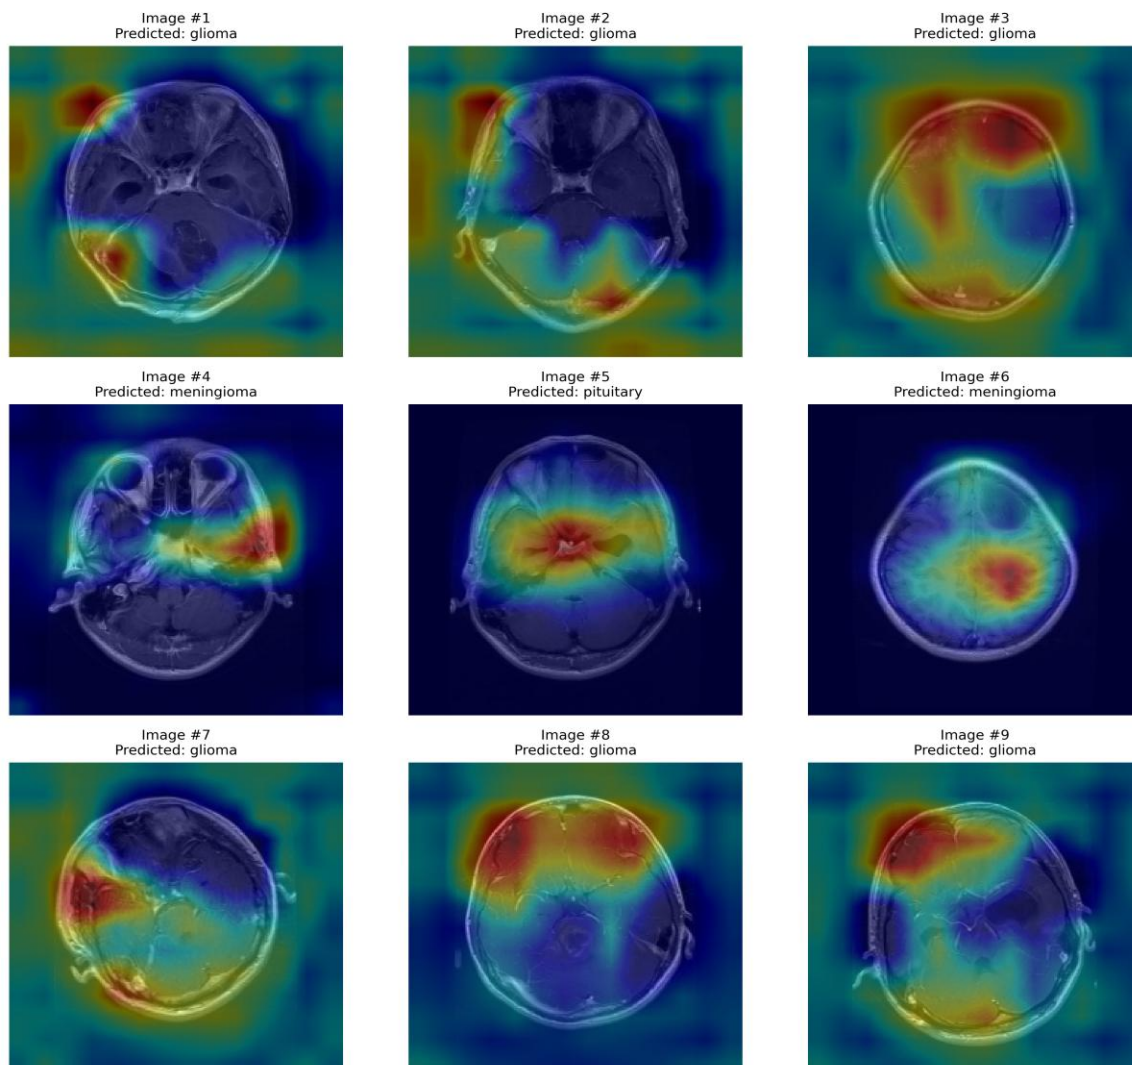 Image #1
Predicted: glioma
Image #2
Predicted: glioma
Image #3
Predicted: glioma
Image #4
Predicted: meningioma
Image #5
Predicted: pituitary
Image #6
Predicted: meningioma
Image #7
Predicted: glioma
Image #8
Predicted: glioma
Image #9
Predicted: glioma